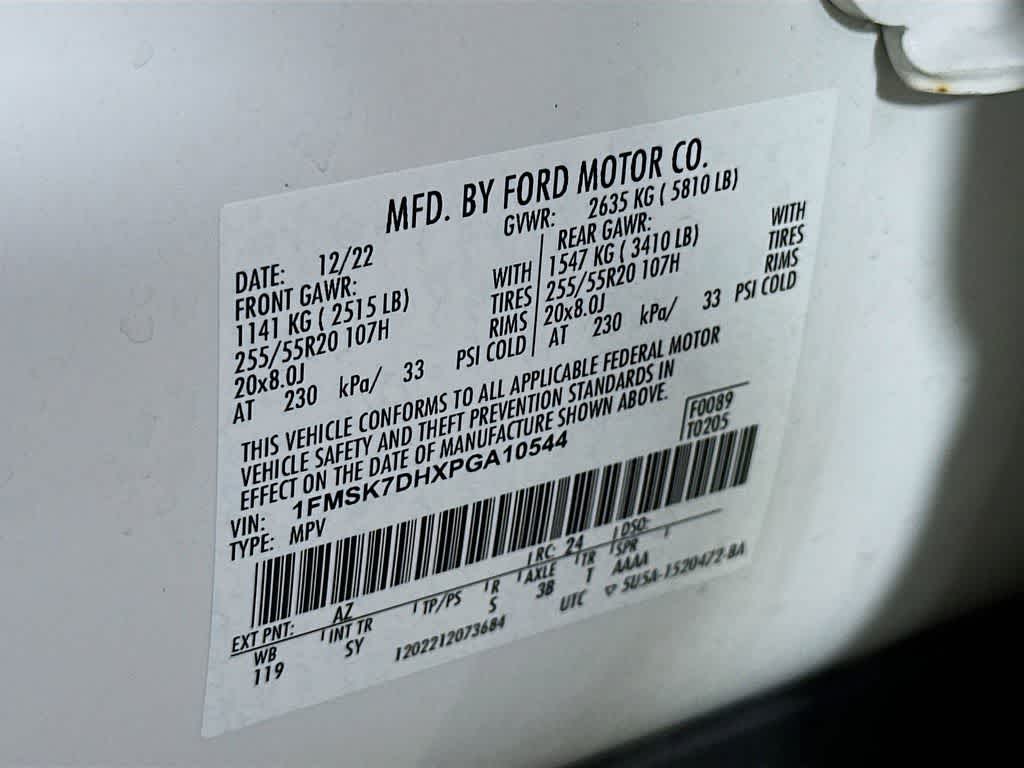 MFD. BY FORD MOTOR CO.
DATE: 12/22
GVWR: 2635 KG ( 5810 LB)
FRONT GAWR:
1141 KG ( 2515 LB) WITH
255/55R20 107H TIRES
20x8.0J RIMS
AT 230 kPa/ 33 PSI COLD
REAR GAWR:
1547 KG ( 3410 LB) WITH
255/55R20 107H TIRES
20x8.0J RIMS
AT 230 kPa/ 33 PSI COLD
THIS VEHICLE CONFORMS TO ALL APPLICABLE FEDERAL MOTOR
VEHICLE SAFETY AND THEFT PREVENTION STANDARDS IN
EFFECT ON THE DATE OF MANUFACTURE SHOWN ABOVE.
F0089
T0205
VIN: 1FMSK7DHXPGA10544
TYPE: MPV
EXT PNT: AZ RC: 24 DSO:
WB INT TR TP/PS R AXLE TR SPR
119 SY S 3B T AAAA
1202212073684 UTC ▽ 5USA-1520472-BA